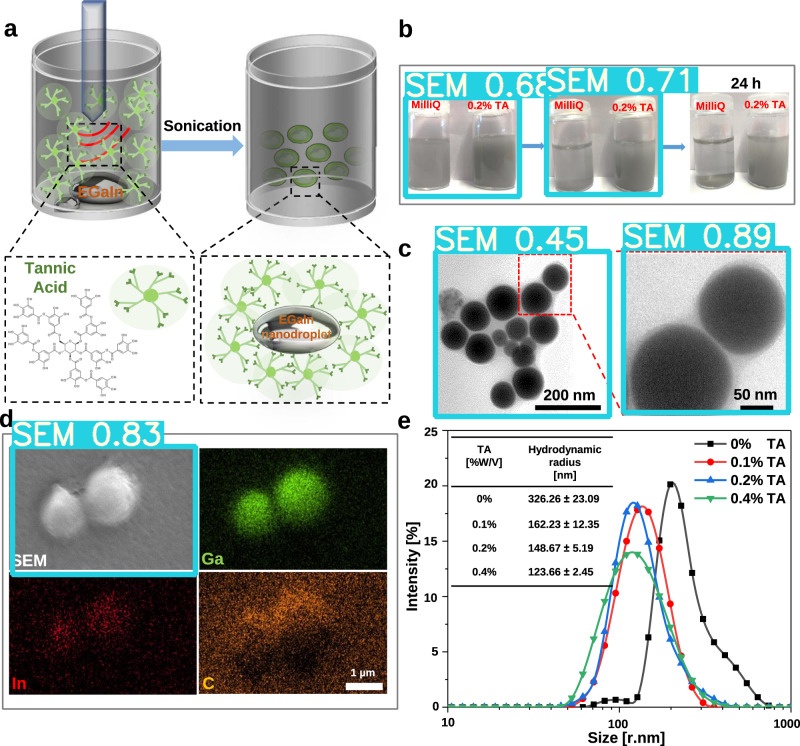 a
Sonication
EGaIn
Tannic
Acid
EGaIn
nanodroplet
b
SEM 0.68
SEM 0.71
24 h
MilliQ
0.2% TA
MilliQ
0.2% TA
MilliQ
0.2% TA
c
SEM 0.45
SEM 0.89
200 nm
50 nm
d
SEM 0.83
SEM
Ga
In
C
1 µm
e
TA
[%W/V]
Hydrodynamic
radius
[nm]
0% 326.26 ± 23.09
0.1% 162.23 ± 12.35
0.2% 148.67 ± 5.19
0.4% 123.66 ± 2.45
0% TA
0.1% TA
0.2% TA
0.4% TA
Intensity [%]
25
20
15
10
5
0
10 100 1000
Size [r.nm]